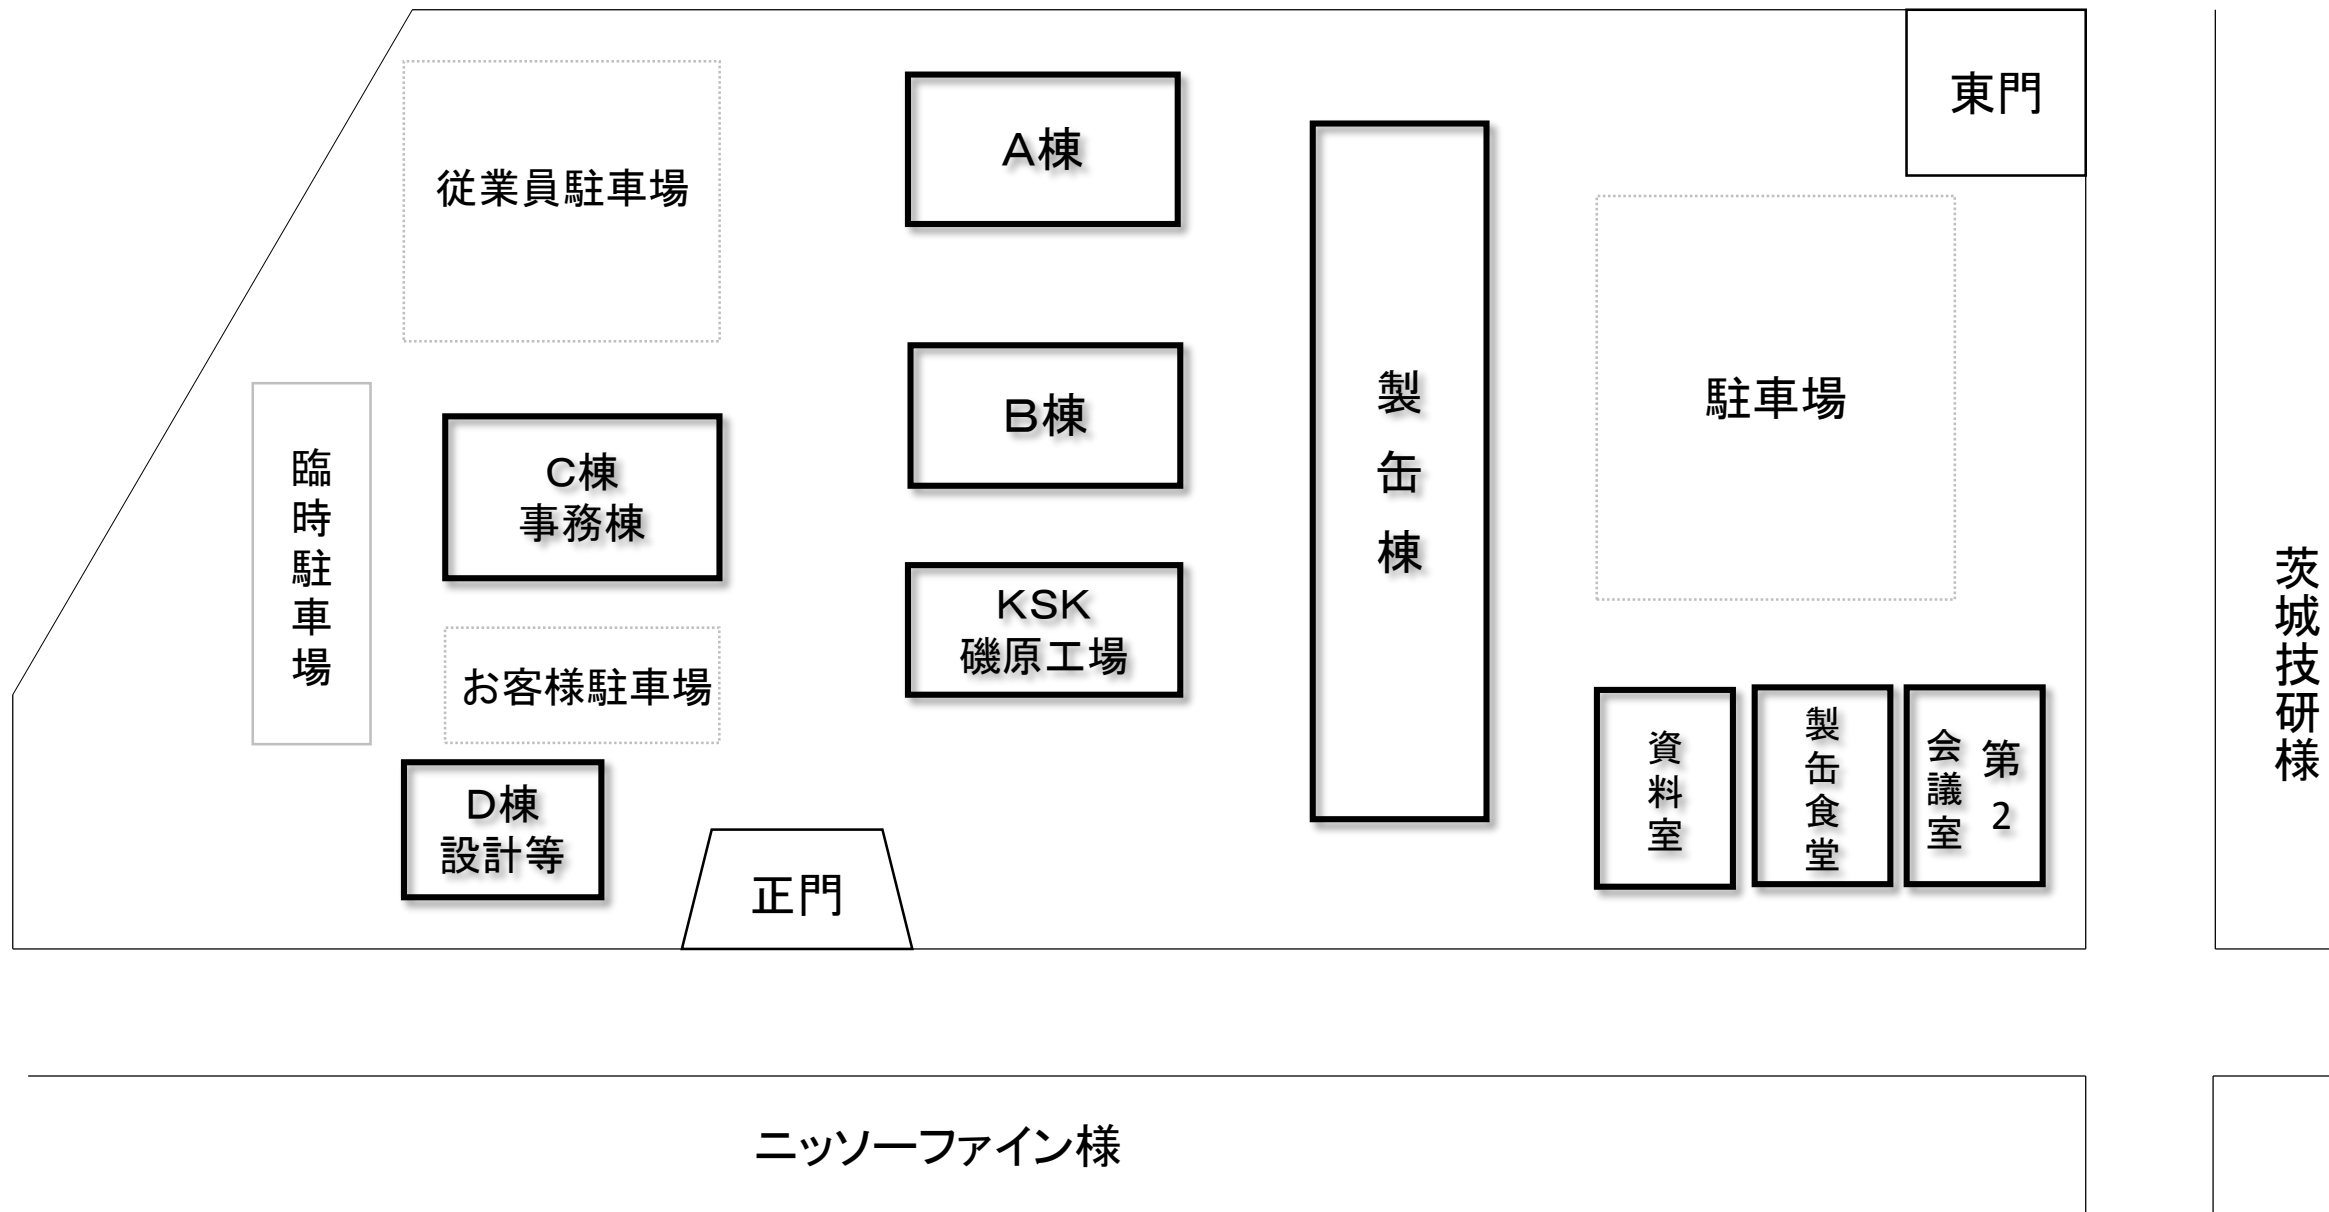 東門
A棟
従業員駐車場
製缶棟
駐車場
B棟
C棟
事務棟
臨時駐車場
KSK
磯原工場
お客様駐車場
茨城技研様
資料室
製缶食堂
第2
会議室
D棟
設計等
正門
ニッソーファイン様